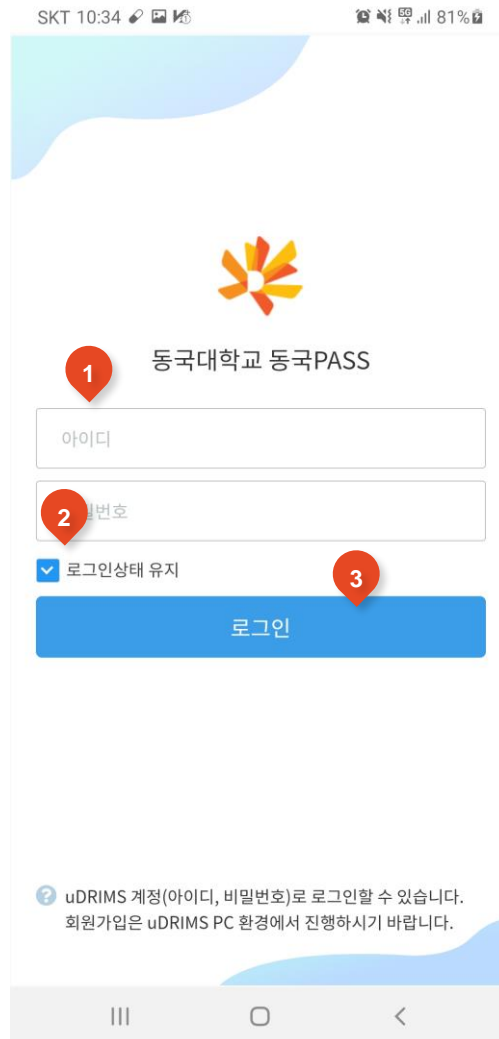 SKT 10:34
5G 81%
동국대학교 동국PASS
1
아이디
2
번호
로그인상태 유지
3
로그인
uDRIMS 계정(아이디, 비밀번호)로 로그인할 수 있습니다.
회원가입은 uDRIMS PC 환경에서 진행하시기 바랍니다.